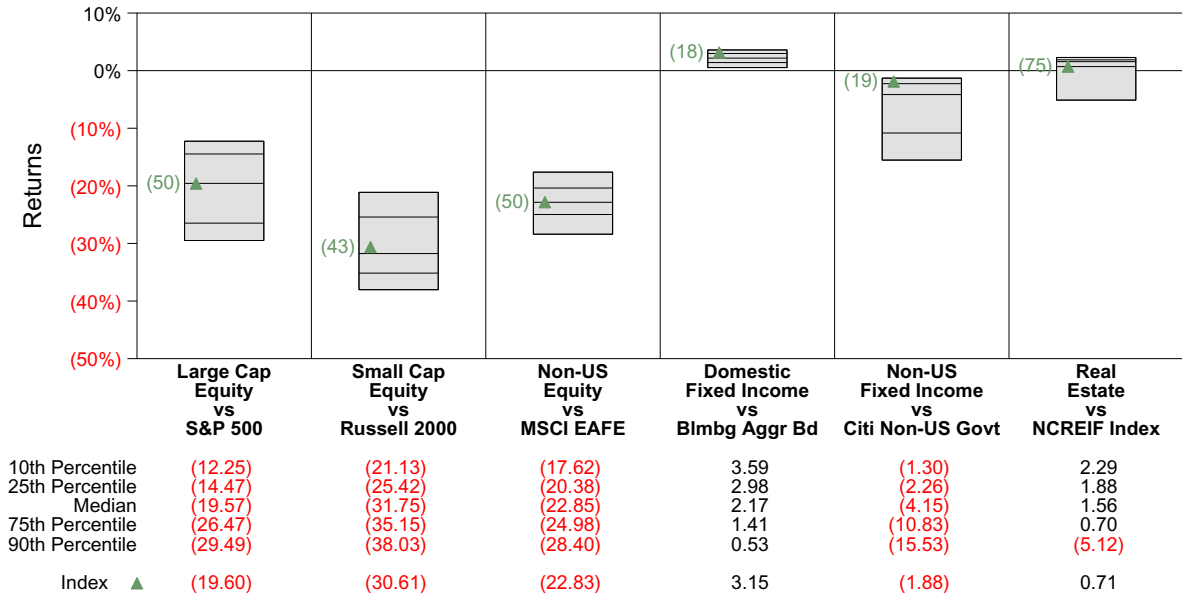 10%
0%
(10%)
(20%)
(30%)
(40%)
(50%)
Returns
(50)
(43)
(50)
(18)
(19)
(75)
Large Cap Equity vs S&P 500
Small Cap Equity vs Russell 2000
Non-US Equity vs MSCI EAFE
Domestic Fixed Income vs Blmbg Aggr Bd
Non-US Fixed Income vs Citi Non-US Govt
Real Estate vs NCREIF Index
10th Percentile (12.25) (21.13) (17.62) 3.59 (1.30) 2.29
25th Percentile (14.47) (25.42) (20.38) 2.98 (2.26) 1.88
Median (19.57) (31.75) (22.85) 2.17 (4.15) 1.56
75th Percentile (26.47) (35.15) (24.98) 1.41 (10.83) 0.70
90th Percentile (29.49) (38.03) (28.40) 0.53 (15.53) (5.12)
Index (19.60) (30.61) (22.83) 3.15 (1.88) 0.71